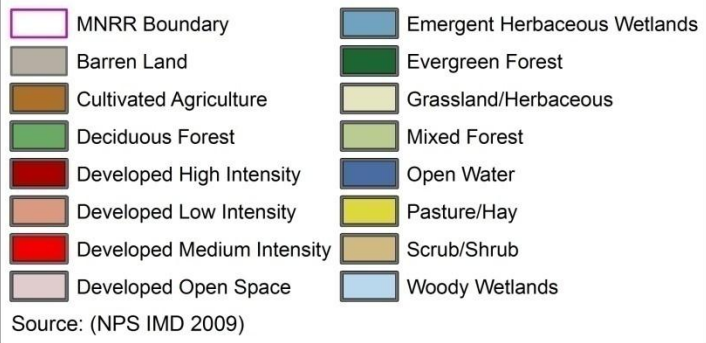 MNRR Boundary
Barren Land
Cultivated Agriculture
Deciduous Forest
Developed High Intensity
Developed Low Intensity
Developed Medium Intensity
Developed Open Space
Emergent Herbaceous Wetlands
Evergreen Forest
Grassland/Herbaceous
Mixed Forest
Open Water
Pasture/Hay
Scrub/Shrub
Woody Wetlands
Source: (NPS IMD 2009)